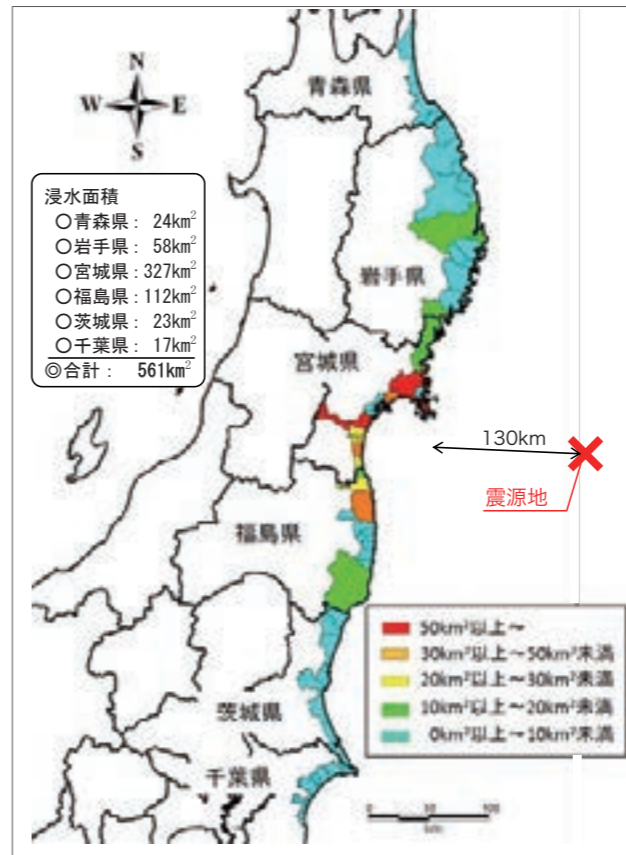 N
W E
S
青森県
浸水面積
○青森県： 24km²
○岩手県： 58km²
○宮城県：327km²
○福島県：112km²
○茨城県： 23km²
○千葉県： 17km²
◎合計： 561km²
岩手県
宮城県
130km
震源地
福島県
50km²以上～
30km²以上～50km²未満
20km²以上～30km²未満
10km²以上～20km²未満
0km²以上～10km²未満
茨城県
千葉県
0 50 100
km